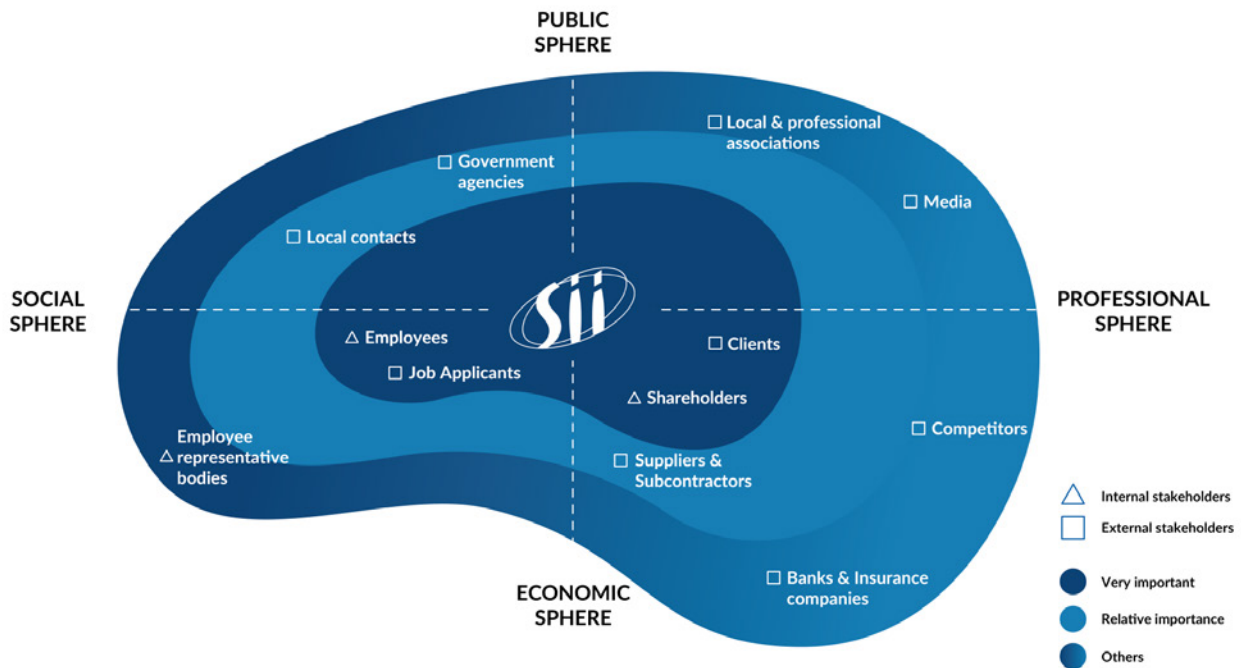 PUBLIC
SPHERE
Local & professional
associations
Government
agencies
Media
Local contacts
SOCIAL
SPHERE
sii
PROFESSIONAL
SPHERE
Employees
Clients
Job Applicants
Shareholders
Employee
representative
bodies
Competitors
Suppliers &
Subcontractors
Internal stakeholders
External stakeholders
Banks & Insurance
companies
ECONOMIC
SPHERE
Very important
Relative importance
Others